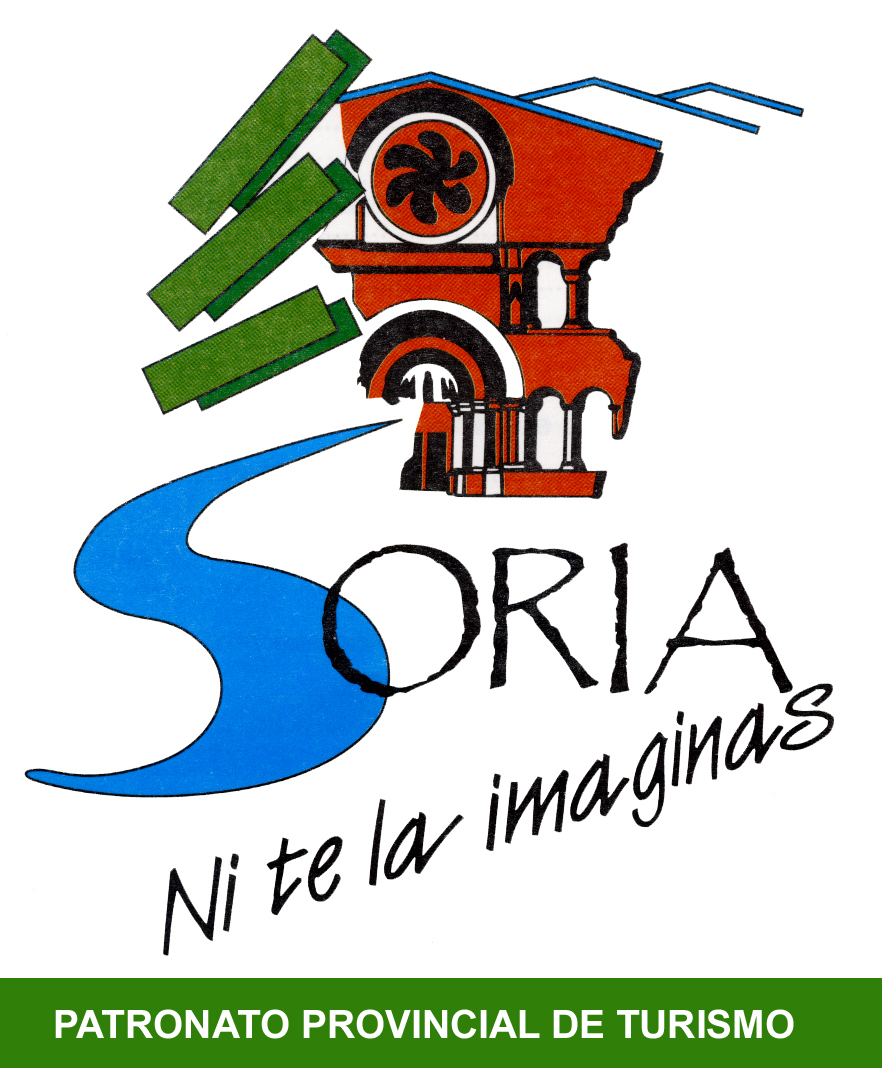 SORIA
Ni te la imaginas
PATRONATO PROVINCIAL DE TURISMO